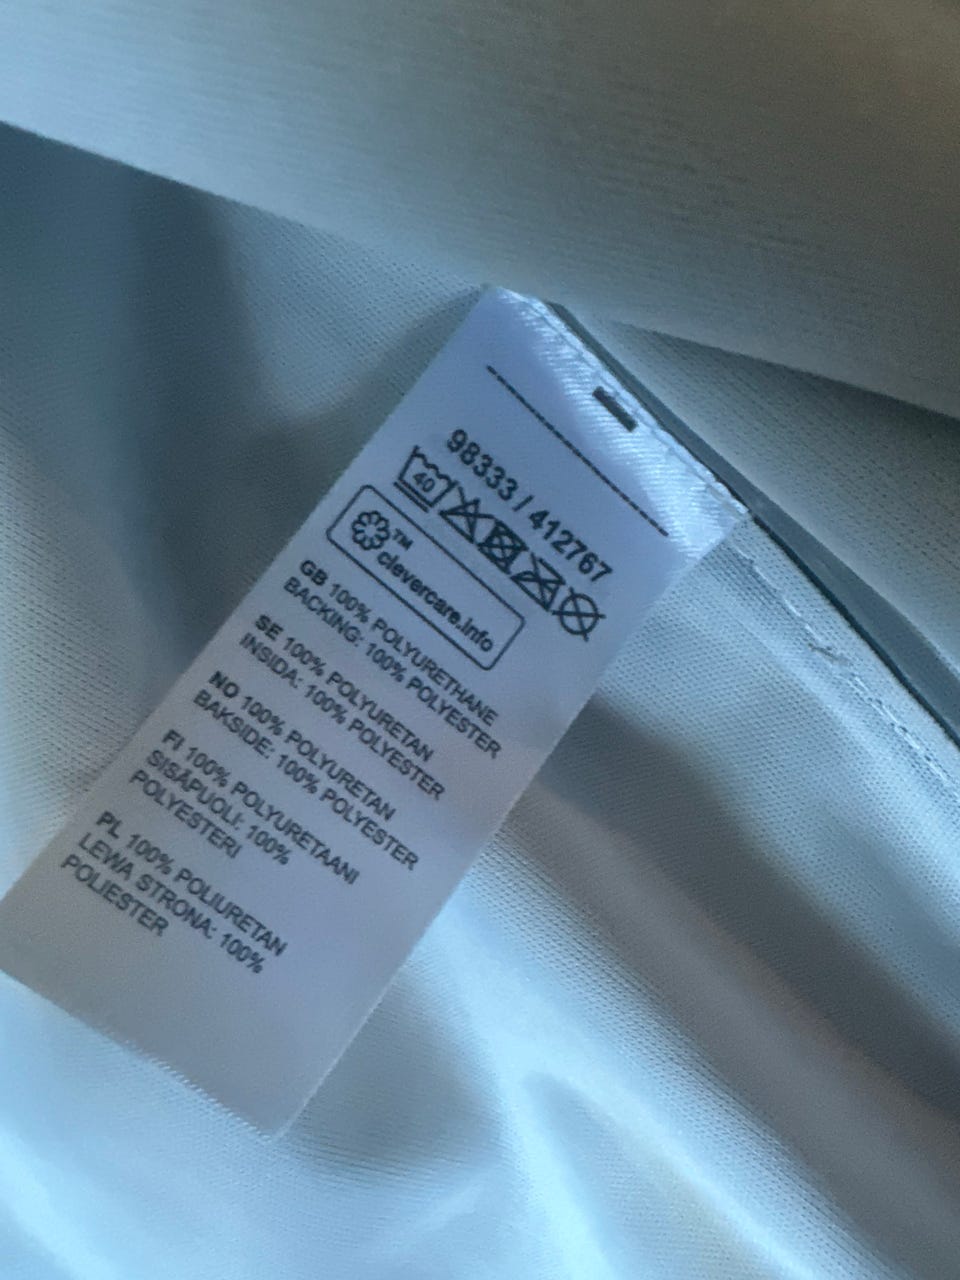 98333 / 412767
40
TM
clevercare.info
GB 100% POLYURETHANE
BACKING: 100% POLYESTER
SE 100% POLYURETAN
INSIDA: 100% POLYESTER
NO 100% POLYURETAN
BAKSIDE: 100% POLYESTER
FI 100% POLYURETAANI
SISÄPUOLI: 100%
POLYESTERI
PL 100% POLIURETAN
LEWA STRONA: 100%
POLIESTER